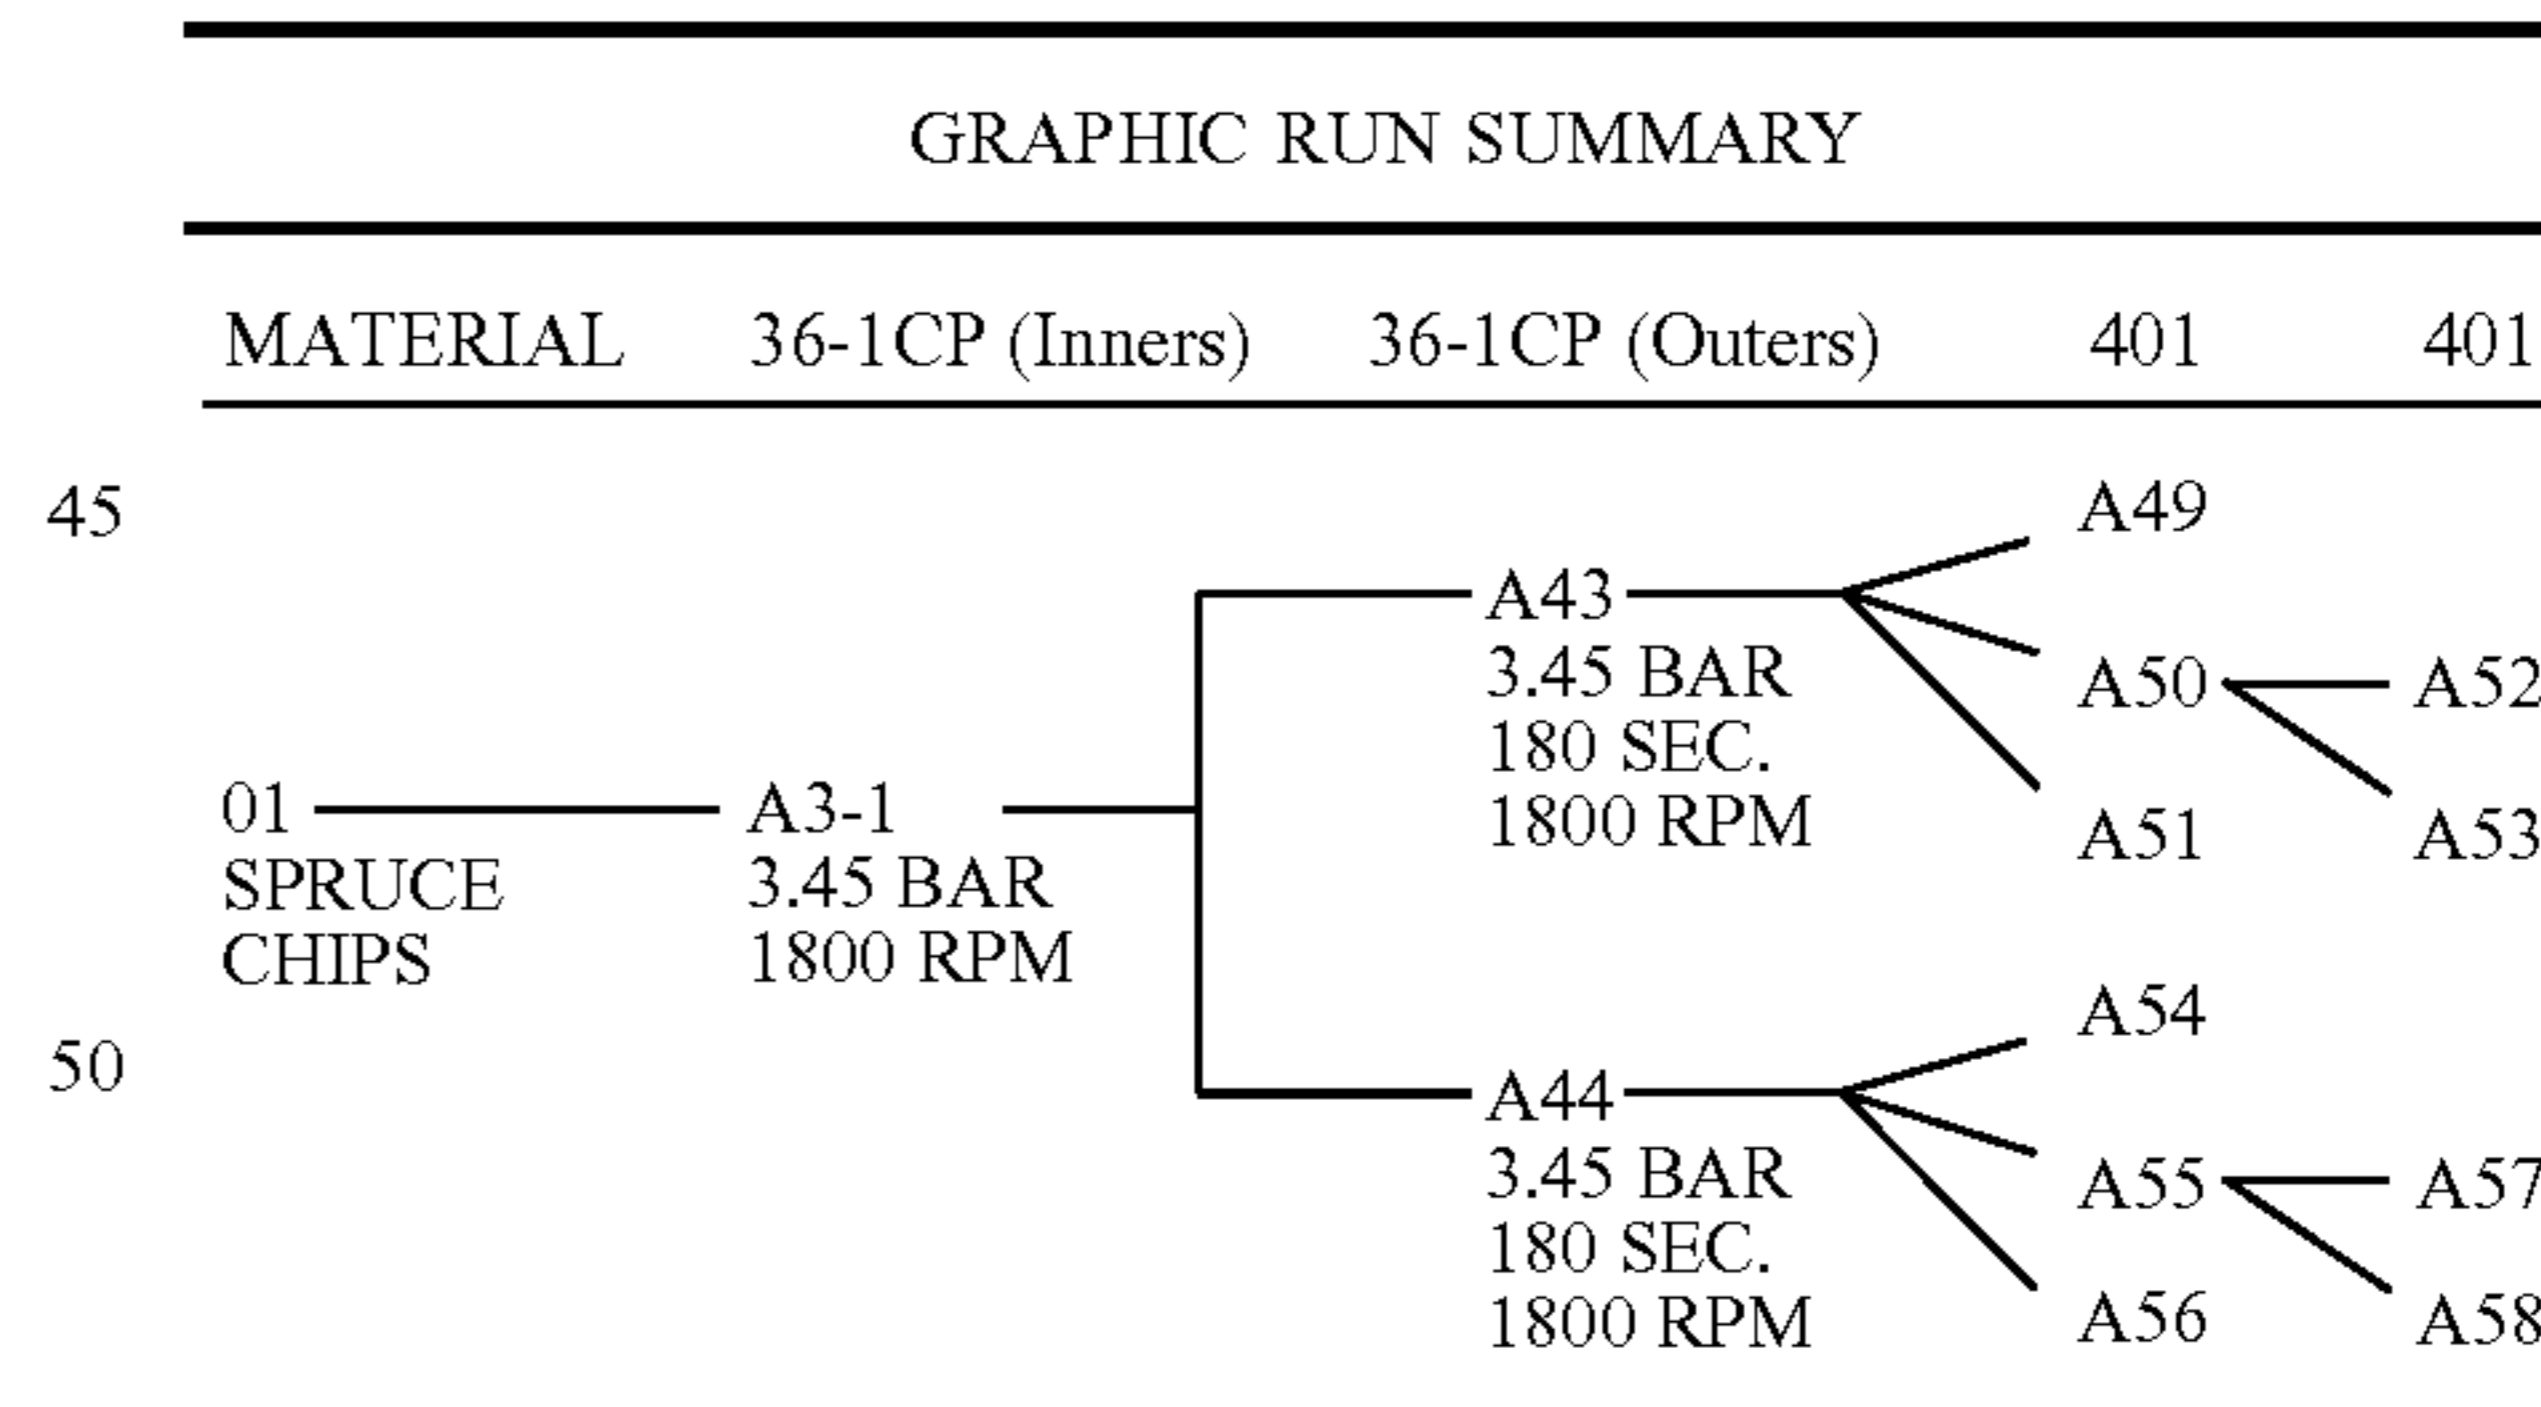 GRAPHIC RUN SUMMARY
MATERIAL 36-1CP (Inners) 36-1CP (Outers) 401 401
45
A49
A43
3.45 BAR
180 SEC.
1800 RPM
A50 A52
A51 A53
01 A3-1
SPRUCE 3.45 BAR
CHIPS 1800 RPM
50
A54
A44
3.45 BAR
180 SEC.
1800 RPM
A55 A57
A56 A58